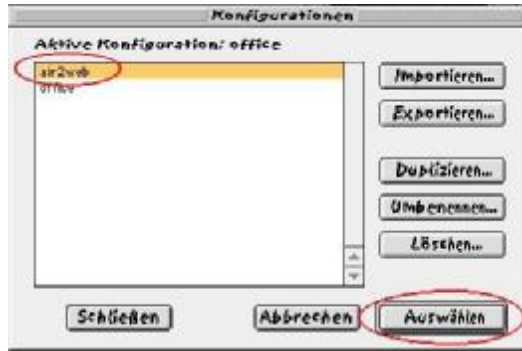 Konfigurationen
Aktive Konfiguration: office
air2web
office
Importieren...
Exportieren...
Duplizieren...
Umbenennen...
Löschen...
Schließen
Abbrechen
Auswählen